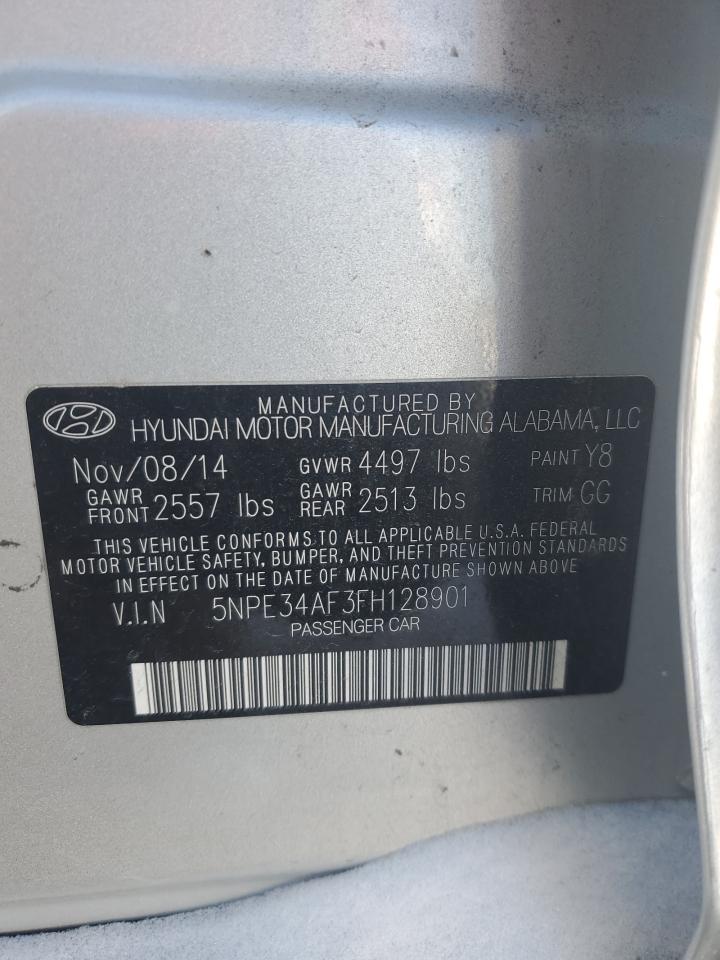 MANUFACTURED BY
HYUNDAI MOTOR MANUFACTURING ALABAMA, LLC
Nov/08/14 GVWR 4497 lbs PAINT Y8
GAWR FRONT 2557 lbs GAWR REAR 2513 lbs TRIM GG
THIS VEHICLE CONFORMS TO ALL APPLICABLE U.S.A. FEDERAL
MOTOR VEHICLE SAFETY, BUMPER, AND THEFT PREVENTION STANDARDS
IN EFFECT ON THE DATE OF MANUFACTURE SHOWN ABOVE.
V.I.N 5NPE34AF3FH128901
PASSENGER CAR